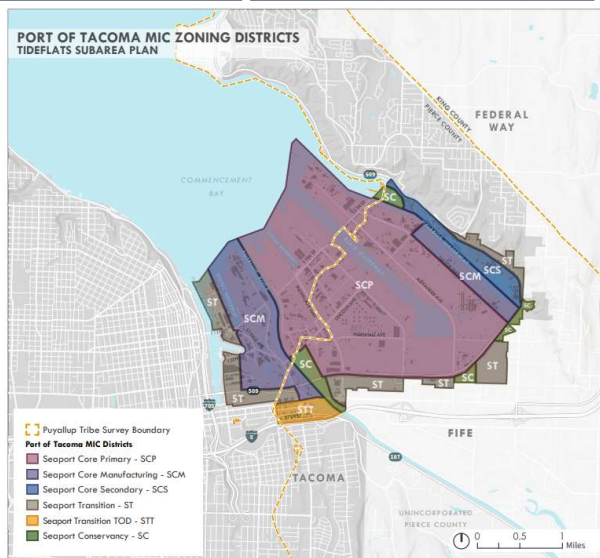 PORT OF TACOMA MIC ZONING DISTRICTS
TIDEFLATS SUBAREA PLAN
KING COUNTY
PIERCE COUNTY
FEDERAL
WAY
COMMENCEMENT
BAY
509
SC
ST
SCS
SCM
SCP
ST
SCM
SC
SC
ST
SC
ST
ST
509
ST
STT
705
5
FIFE
167
TACOMA
UNINCORPORATED
PIERCE COUNTY
Puyallup Tribe Survey Boundary
Port of Tacoma MIC Districts
Seaport Core Primary - SCP
Seaport Core Manufacturing - SCM
Seaport Core Secondary - SCS
Seaport Transition - ST
Seaport Transition TOD - STT
Seaport Conservancy - SC
0 0.5 1
Miles